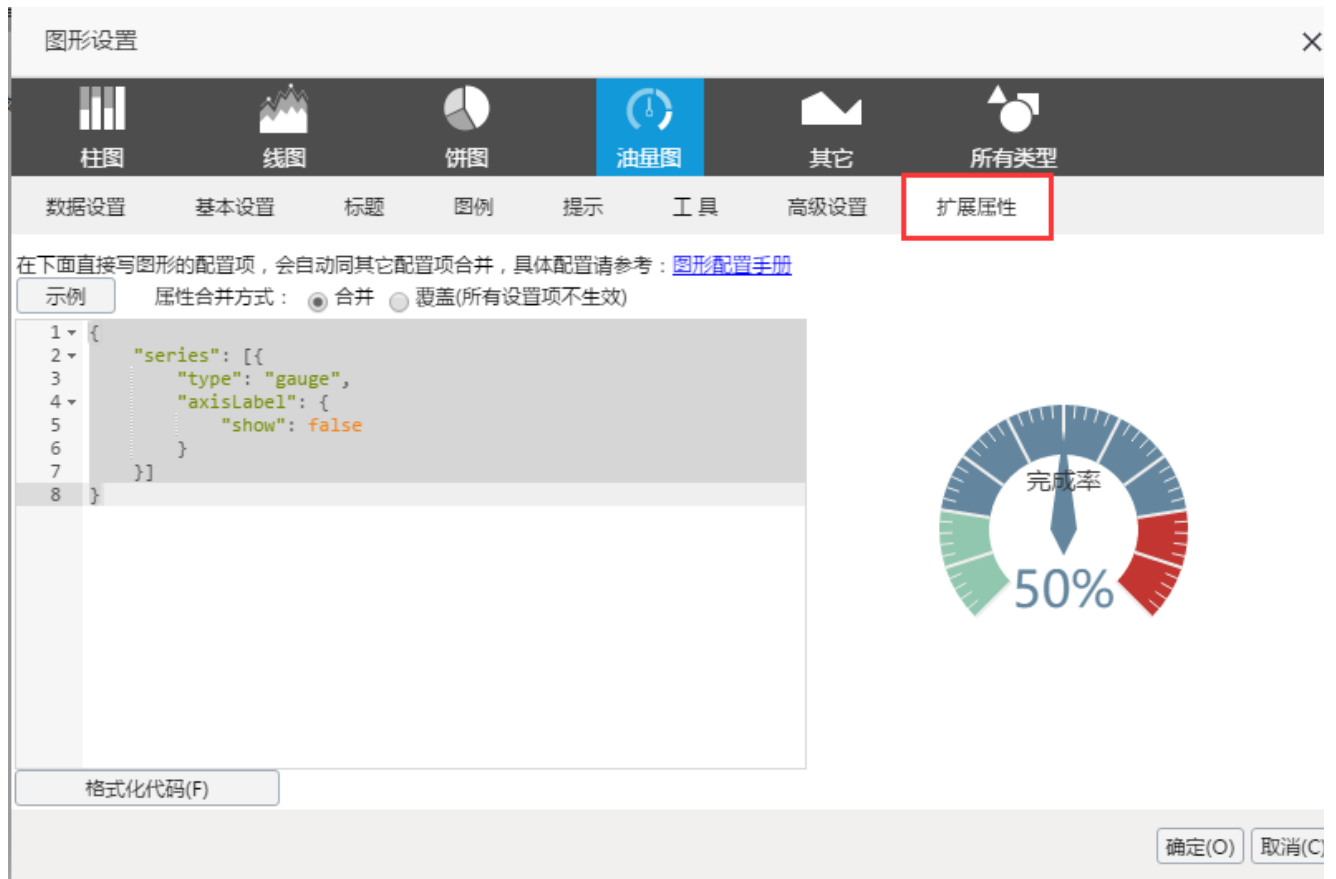 图形设置
柱图 线图 饼图 油量图 其它 所有类型
数据设置 基本设置 标题 图例 提示 工具 高级设置 扩展属性
在下面直接写图形的配置项，会自动同其它配置项合并，具体配置请参考：图形配置手册
示例 属性合并方式： 合并 覆盖(所有设置项不生效)
1 {
2 "series": [{
3 "type": "gauge",
4 "axisLabel": {
5 "show": false
6 }
7 }]
8 }
完成率
50%
格式化代码(F)
确定(O) 取消(C)